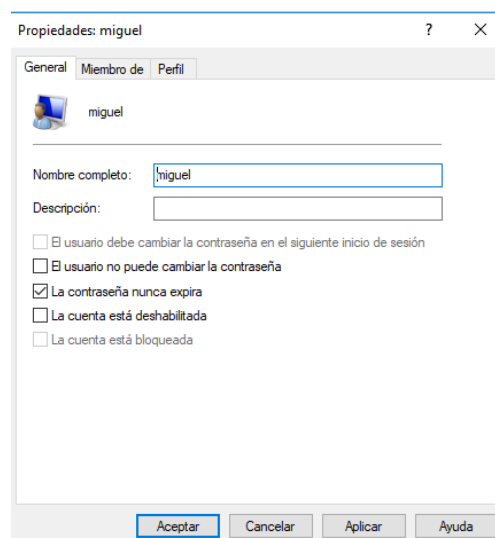 Propiedades: miguel ? X
General Miembro de Perfil
miguel
Nombre completo: miguel
Descripción:
El usuario debe cambiar la contraseña en el siguiente inicio de sesión
El usuario no puede cambiar la contraseña
La contraseña nunca expira
La cuenta está deshabilitada
La cuenta está bloqueada
Aceptar Cancelar Aplicar Ayuda